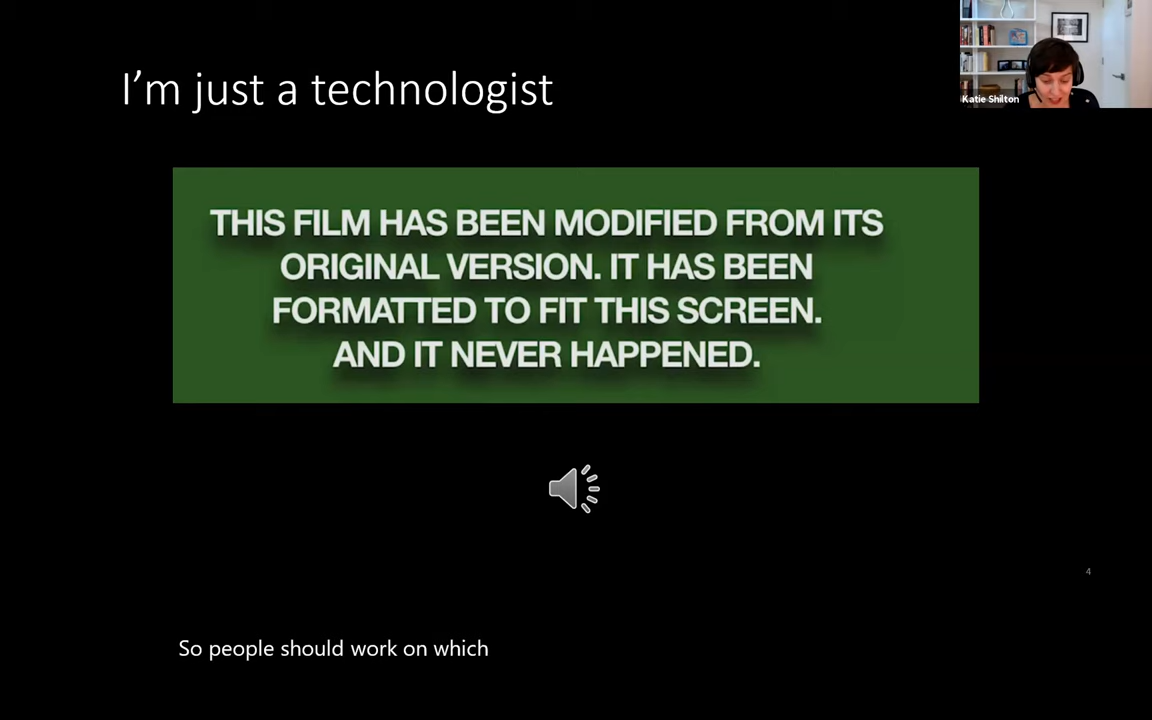 I'm just a technologist
Katie Shilton
THIS FILM HAS BEEN MODIFIED FROM ITS
ORIGINAL VERSION. IT HAS BEEN
FORMATTED TO FIT THIS SCREEN.
AND IT NEVER HAPPENED.
4
So people should work on which